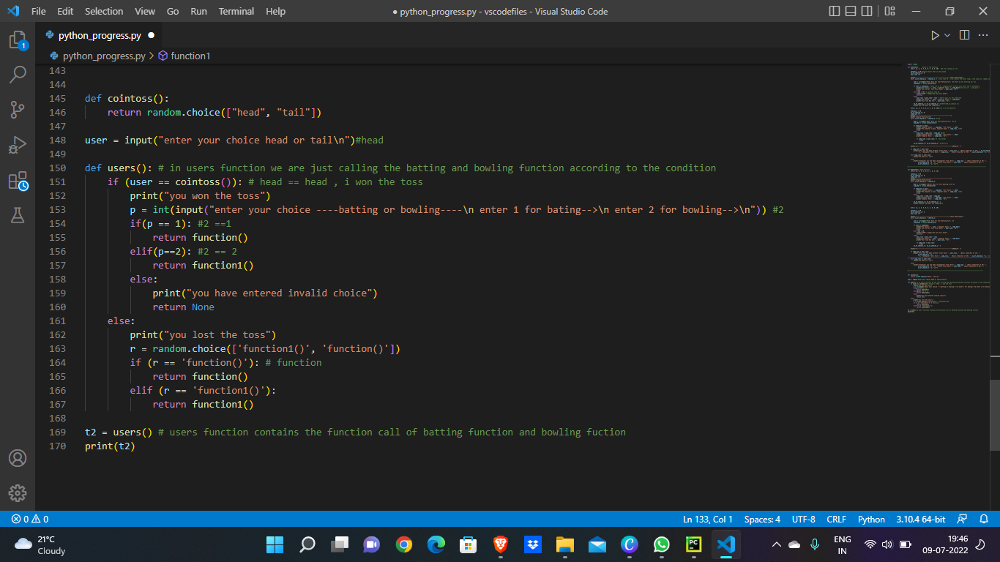 File Edit Selection View Go Run Terminal Help
● python_progress.py - vscodefiles - Visual Studio Code
python_progress.py ●
python_progress.py > function1
143
144
145 def cointoss():
146 return random.choice(["head", "tail"])
147
148 user = input("enter your choice head or tail\n")#head
149
150 def users(): # in users function we are just calling the batting and bowling function according to the condition
151 if (user == cointoss()): # head == head , i won the toss
152 print("you won the toss")
153 p = int(input("enter your choice ----batting or bowling----\n enter 1 for bating-->\n enter 2 for bowling-->\n")) #2
154 if(p == 1): #2 ==1
155 return function()
156 elif(p==2): #2 == 2
157 return function1()
158 else:
159 print("you have entered invalid choice")
160 return None
161 else:
162 print("you lost the toss")
163 r = random.choice(['function1()', 'function()'])
164 if (r == 'function()'): # function
165 return function()
166 elif (r == 'function1()'):
167 return function1()
168
169 t2 = users() # users function contains the function call of batting function and bowling fuction
170 print(t2)
1
0 0 Ln 133, Col 1 Spaces: 4 UTF-8 CRLF Python 3.10.4 64-bit
21°C
Cloudy
PC
ENG
IN
19:46
09-07-2022